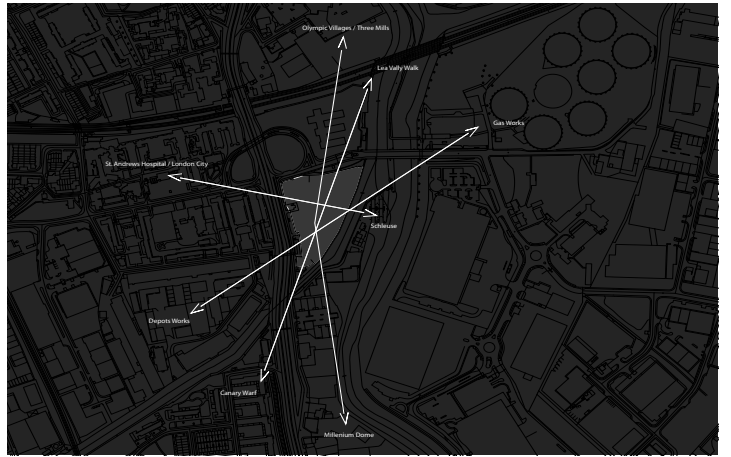 Olympic Villages / Three Mills
Lea Vally Walk
Gas Works
St. Andrews Hospital / London City
Schleuse
Depots Works
Canary Warf
Millenium Dome